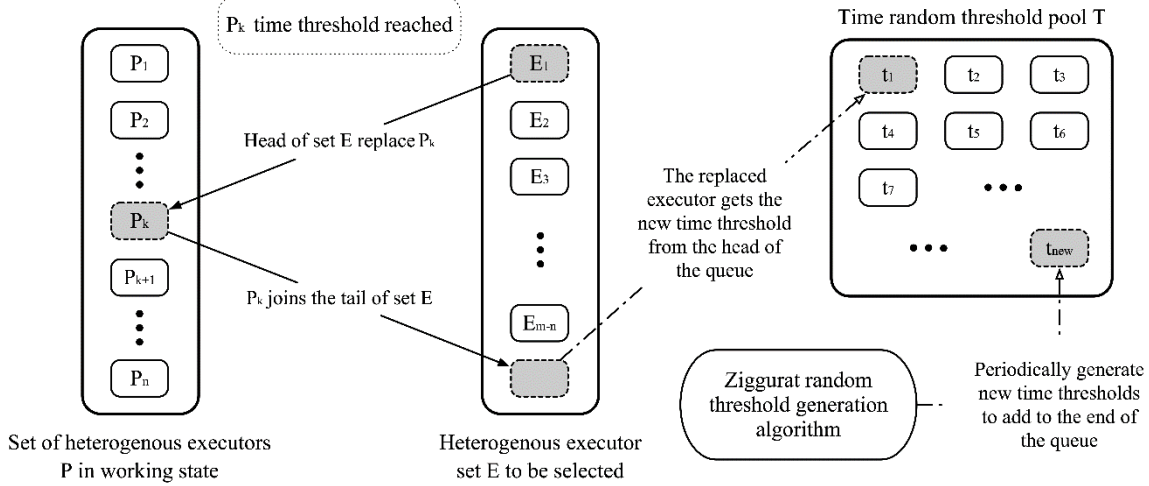 Pk time threshold reached
P1
P2
Pk
Pk+1
Pn
Set of heterogenous executors
P in working state
Head of set E replace Pk
Pk joins the tail of set E
E1
E2
E3
Em-n
Heterogenous executor
set E to be selected
The replaced
executor gets the
new time threshold
from the head of
the queue
Time random threshold pool T
t1 t2 t3
t4 t5 t6
t7
tnew
Ziggurat random
threshold generation
algorithm
Periodically generate
new time thresholds
to add to the end of
the queue